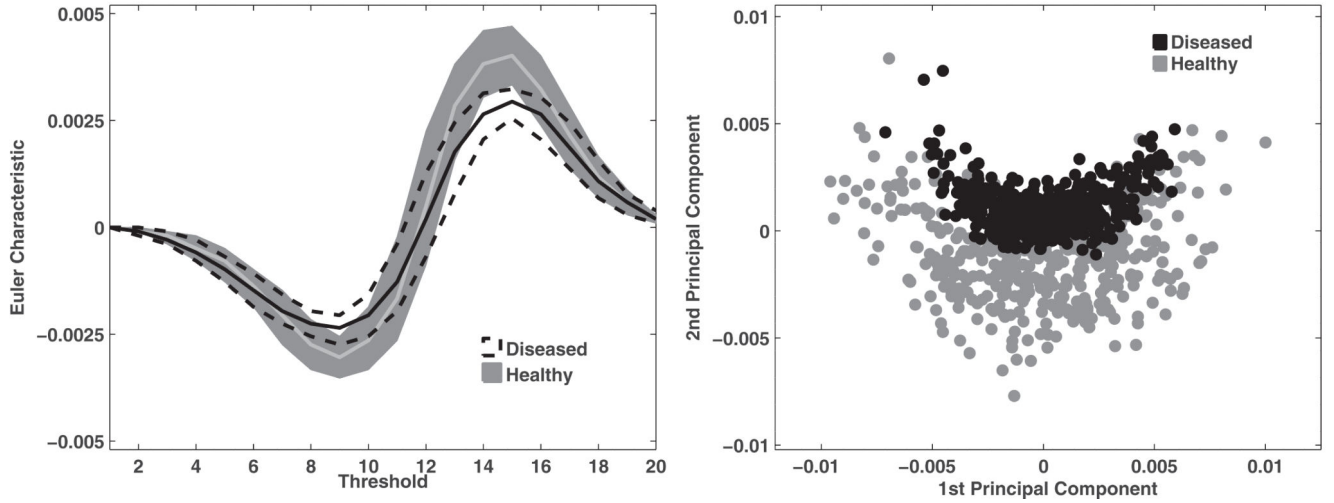 0.005
0.0025
0
−0.0025
−0.005
Euler Characteristic
2 4 6 8 10 12 14 16 18 20
Threshold
Diseased
Healthy
0.01
0.005
0
−0.005
−0.01
2nd Principal Component
−0.01 −0.005 0 0.005 0.01
1st Principal Component
Diseased
Healthy